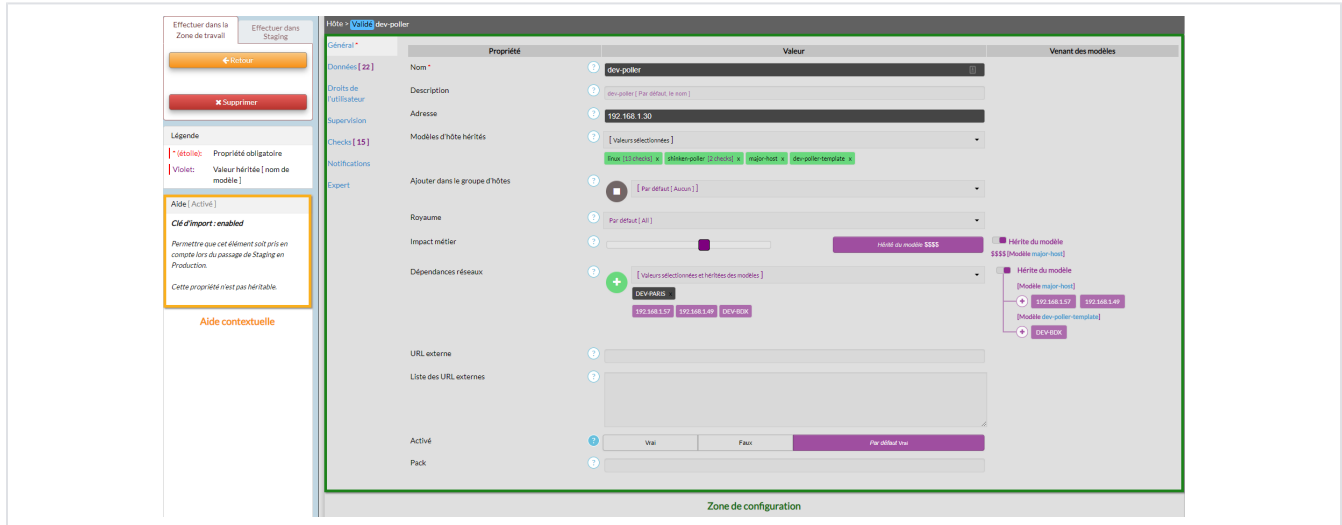 Effectuer dans la
Zone de travail
Effectuer dans
Staging
Retour
Supprimer
Légende
* (étoile): Propriété obligatoire
Violet: Valeur héritée [ nom de
modèle ]
Aide [ Activé ]
Clé d'import : enabled
Permettre que cet élément soit pris en
compte lors du passage de Staging en
Production.
Cette propriété n'est pas héritable.
Aide contextuelle
Hôte > Validé dev-poller
Général *
Données [ 22 ]
Droits de
l'utilisateur
Supervision
Checks [ 15 ]
Notifications
Expert
Propriété Valeur Venant des modèles
Nom * ? dev-poller
Description ? dev-poller [ Par défaut, le nom ]
Adresse ? 192.168.1.30
Modèles d'hôte hérités ? [ Valeurs sélectionnées ]
linux [13 checks] x shinken-poller [2 checks] x major-host x dev-poller-template x
Ajouter dans le groupe d'hôtes ? [ Par défaut [ Aucun ] ]
Royaume ? Par défaut [ All ]
Impact métier ? Hérité du modèle $$$$ Hérite du modèle
$$$$ [Modèle major-host]
Dépendances réseaux ? [ Valeurs sélectionnées et héritées des modèles ] Hérite du modèle
DEV-PARIS [Modèle major-host]
192.168.1.57 192.168.1.49 DEV-BDX 192.168.1.57 192.168.1.49
[Modèle dev-poller-template]
DEV-BDX
URL externe ?
Liste des URL externes ?
Activé ? Vrai Faux Par défaut Vrai
Pack ?
Zone de configuration